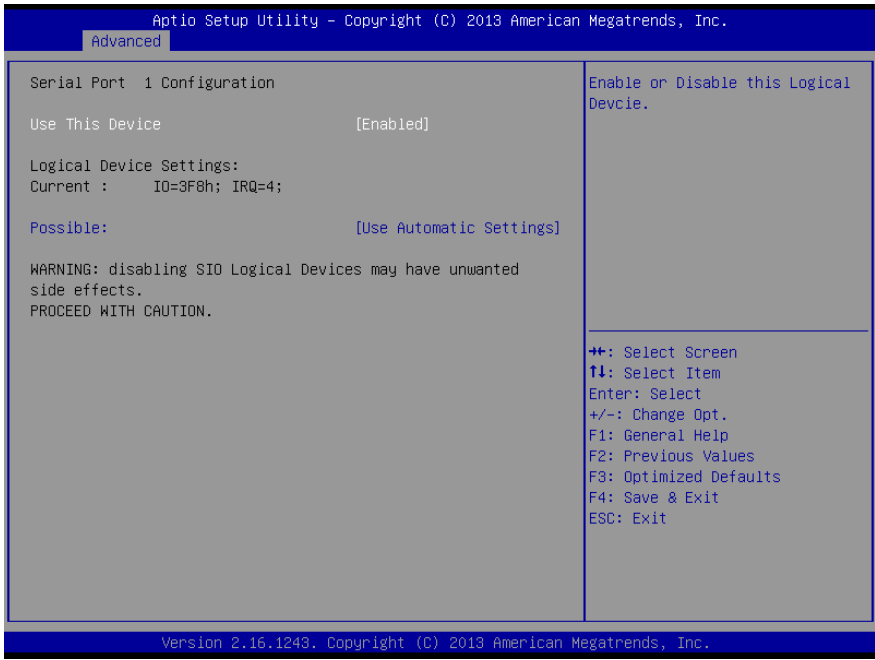 Aptio Setup Utility – Copyright (C) 2013 American Megatrends, Inc.
Advanced
Serial Port 1 Configuration
Use This Device [Enabled]
Logical Device Settings:
Current : IO=3F8h; IRQ=4;
Possible: [Use Automatic Settings]
WARNING: disabling SIO Logical Devices may have unwanted
side effects.
PROCEED WITH CAUTION.
Enable or Disable this Logical
Devcie.
→←: Select Screen
↑↓: Select Item
Enter: Select
+/-: Change Opt.
F1: General Help
F2: Previous Values
F3: Optimized Defaults
F4: Save & Exit
ESC: Exit
Version 2.16.1243. Copyright (C) 2013 American Megatrends, Inc.